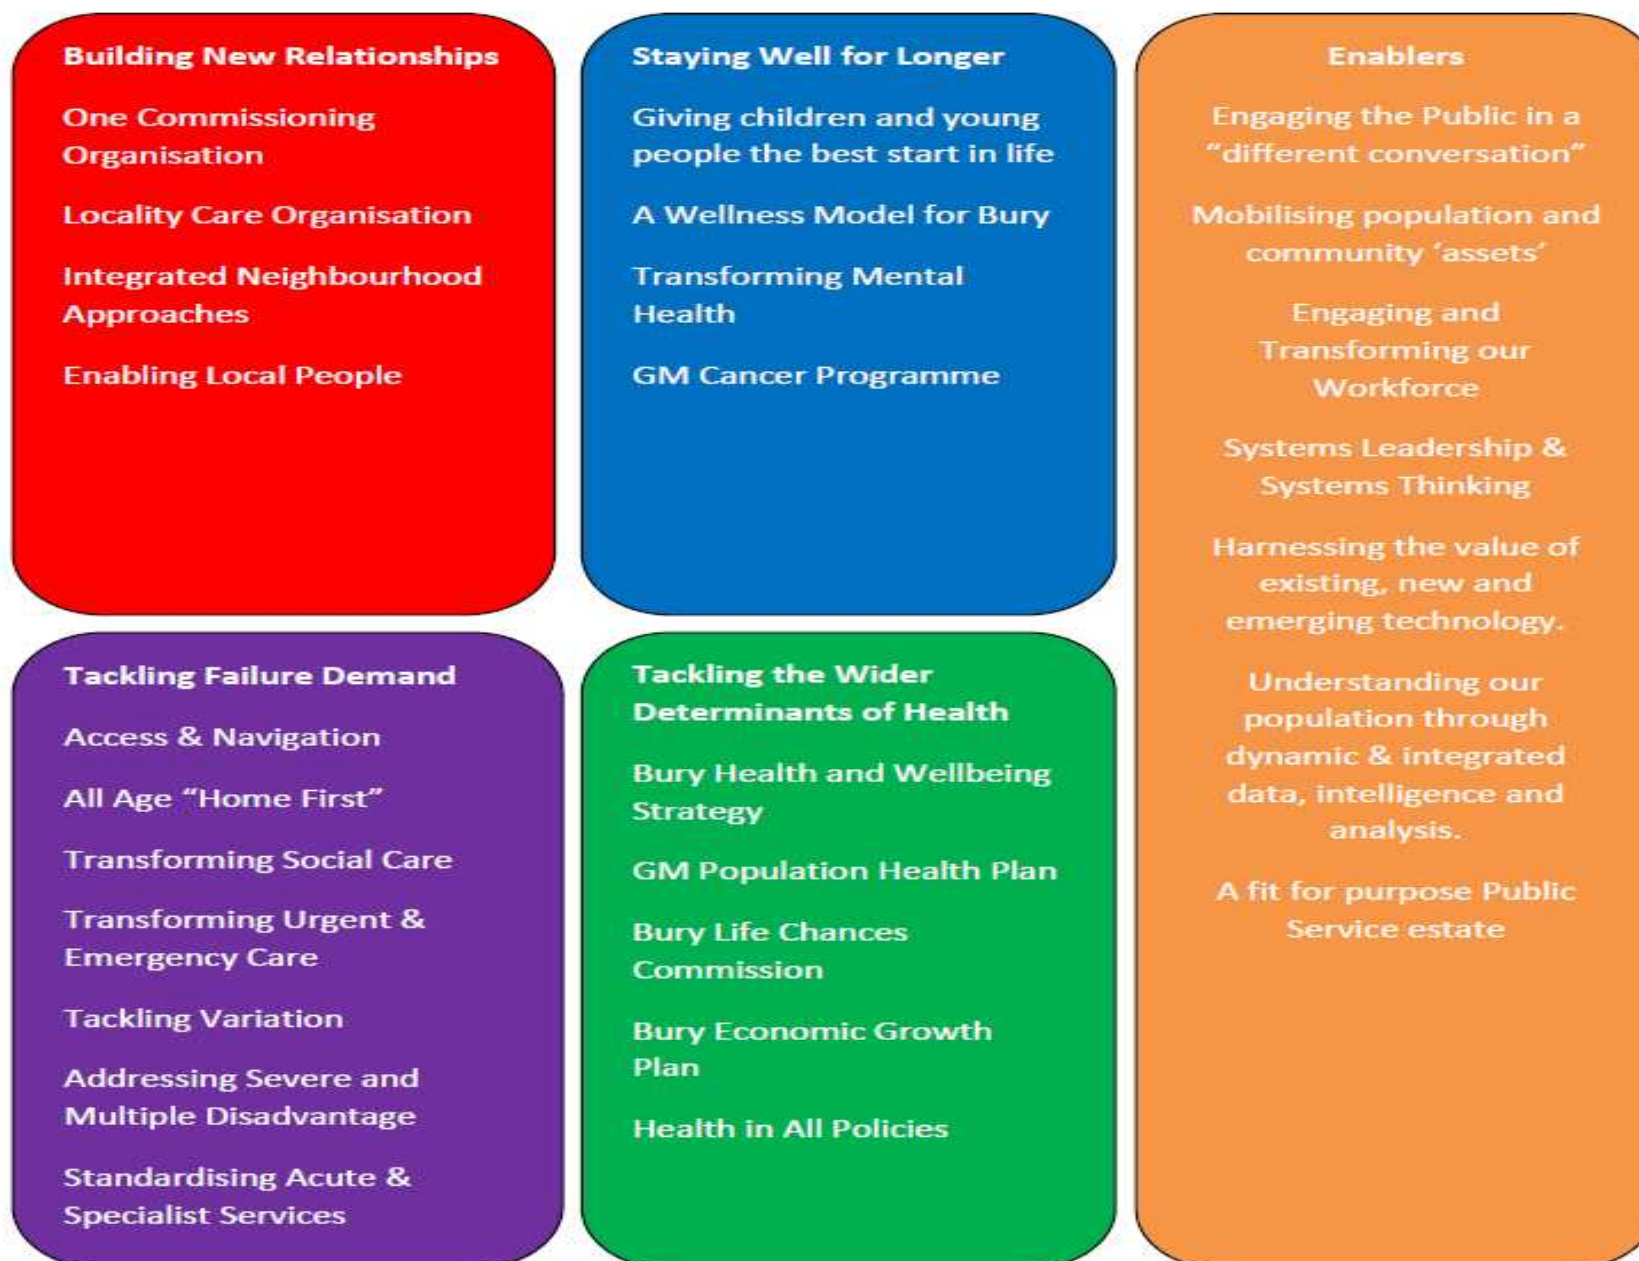 Building New Relationships
One Commissioning
Organisation
Locality Care Organisation
Integrated Neighbourhood
Approaches
Enabling Local People
Staying Well for Longer
Giving children and young
people the best start in life
A Wellness Model for Bury
Transforming Mental
Health
GM Cancer Programme
Tackling Failure Demand
Access & Navigation
All Age “Home First”
Transforming Social Care
Transforming Urgent &
Emergency Care
Tackling Variation
Addressing Severe and
Multiple Disadvantage
Standardising Acute &
Specialist Services
Tackling the Wider
Determinants of Health
Bury Health and Wellbeing
Strategy
GM Population Health Plan
Bury Life Chances
Commission
Bury Economic Growth
Plan
Health in All Policies
Enablers
Engaging the Public in a
“different conversation”
Mobilising population and
community ‘assets’
Engaging and
Transforming our
Workforce
Systems Leadership &
Systems Thinking
Harnessing the value of
existing, new and
emerging technology.
Understanding our
population through
dynamic & integrated
data, intelligence and
analysis.
A fit for purpose Public
Service estate